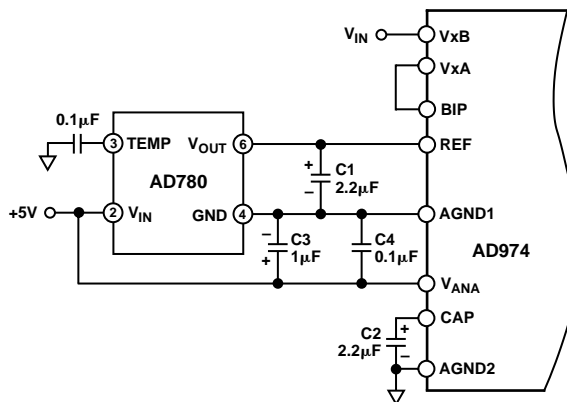 V_IN VxB
VxA
BIP
0.1μF
3 TEMP V_OUT 6 REF
+ C1
– 2.2μF
AD780
+5V 2 V_IN GND 4 AGND1
– C3
+ 1μF
C4
0.1μF
AD974
V_ANA
CAP
C2 +
2.2μF –
AGND2